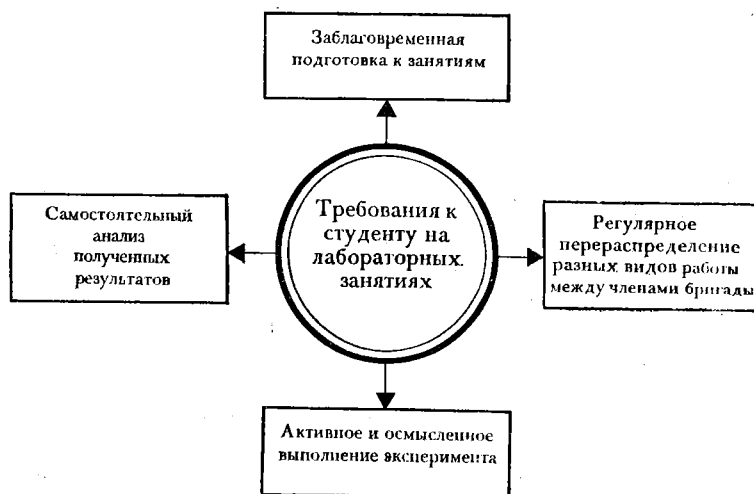 Заблаговременная
подготовка к занятиям
Самостоятельный
анализ
полученных
результатов
Требования к
студенту на
лабораторных
занятиях
Регулярное
перераспределение
разных видов работы
между членами бригады
Активное и осмысленное
выполнение эксперимента